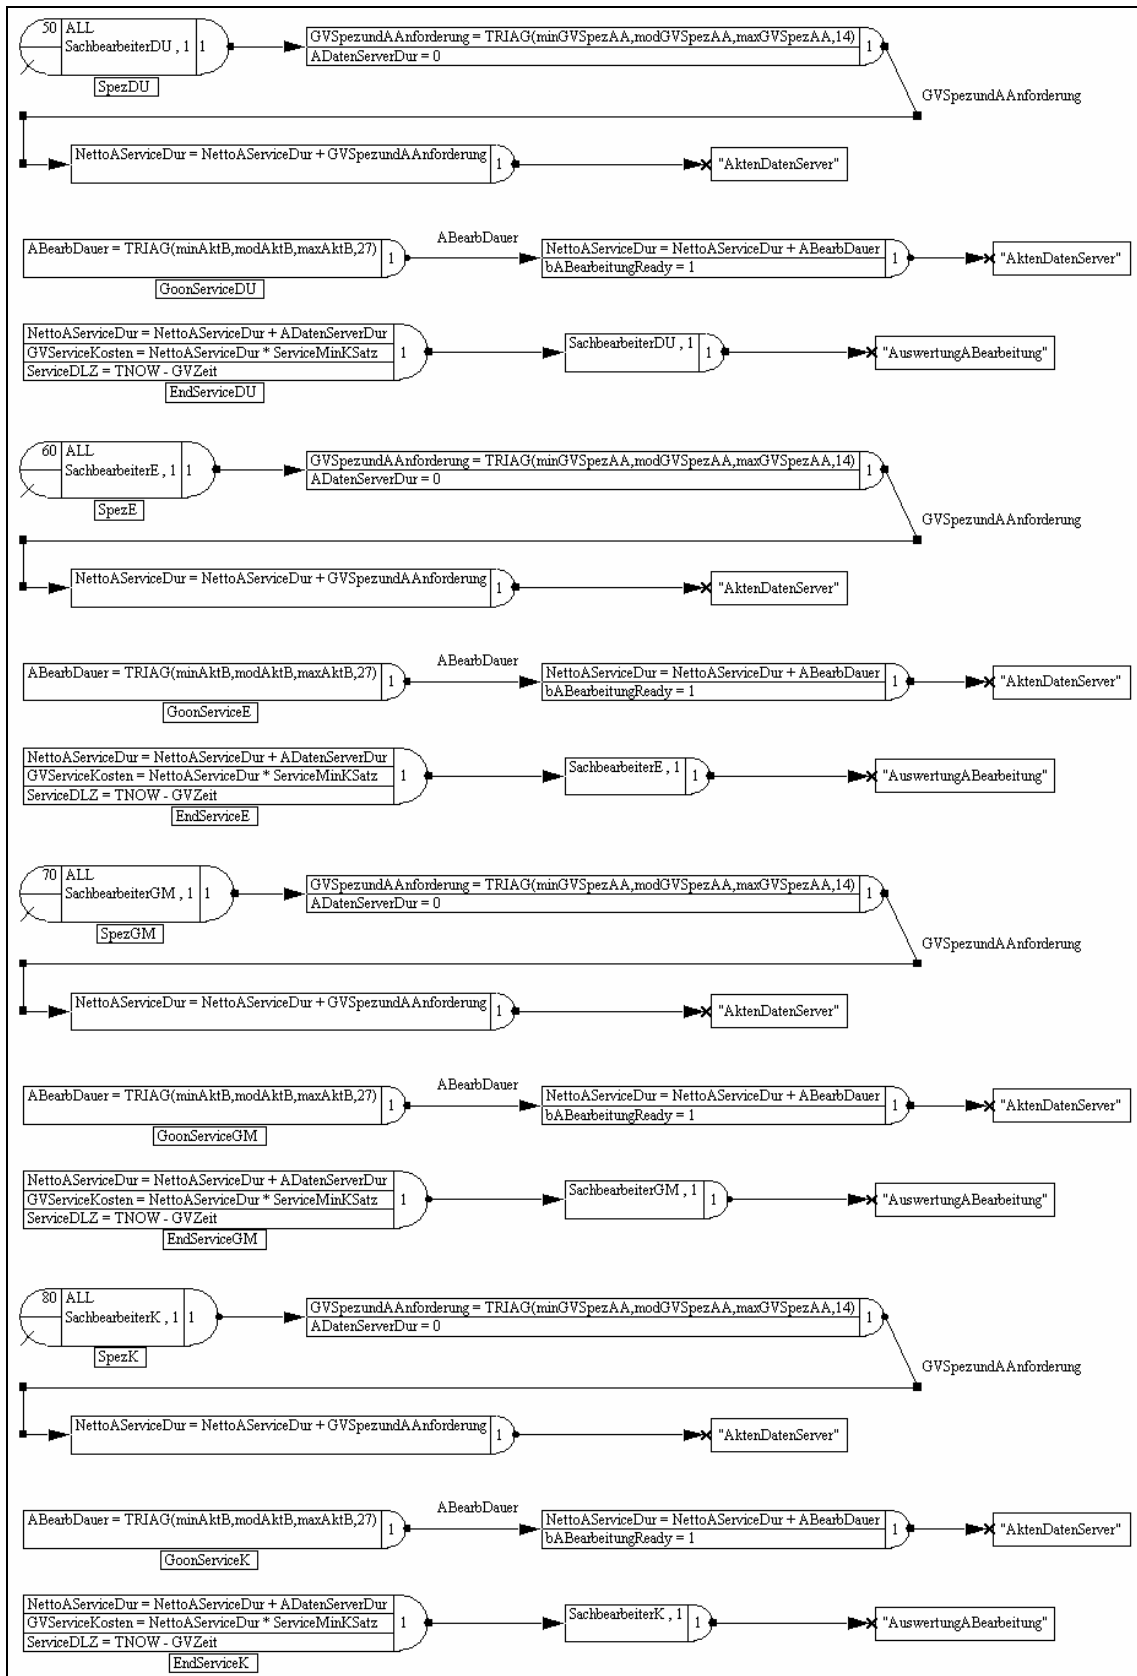 50 ALL
SachbearbeiterDU , 1 1
SpezDU
GVSpezundAAnforderung = TRIAG(minGVSpezAA,modGVSpezAA,maxGVSpezAA,14) 1
ADatenServerDur = 0
GVSpezundAAnforderung
NettoAServiceDur = NettoAServiceDur + GVSpezundAAnforderung 1
"AktenDatenServer"
ABearbDauer = TRIAG(minAktB,modAktB,maxAktB,27) 1
GoonServiceDU
ABearbDauer
NettoAServiceDur = NettoAServiceDur + ABearbDauer 1
bABearbeitungReady = 1
"AktenDatenServer"
NettoAServiceDur = NettoAServiceDur + ADatenServerDur
GVServiceKosten = NettoAServiceDur * ServiceMinKSatz 1
ServiceDLZ = TNOW - GVZeit
EndServiceDU
SachbearbeiterDU , 1 1
"AuswertungABearbeitung"
60 ALL
SachbearbeiterE , 1 1
SpezE
GVSpezundAAnforderung = TRIAG(minGVSpezAA,modGVSpezAA,maxGVSpezAA,14) 1
ADatenServerDur = 0
GVSpezundAAnforderung
NettoAServiceDur = NettoAServiceDur + GVSpezundAAnforderung 1
"AktenDatenServer"
ABearbDauer = TRIAG(minAktB,modAktB,maxAktB,27) 1
GoonServiceE
ABearbDauer
NettoAServiceDur = NettoAServiceDur + ABearbDauer 1
bABearbeitungReady = 1
"AktenDatenServer"
NettoAServiceDur = NettoAServiceDur + ADatenServerDur
GVServiceKosten = NettoAServiceDur * ServiceMinKSatz 1
ServiceDLZ = TNOW - GVZeit
EndServiceE
SachbearbeiterE , 1 1
"AuswertungABearbeitung"
70 ALL
SachbearbeiterGM , 1 1
SpezGM
GVSpezundAAnforderung = TRIAG(minGVSpezAA,modGVSpezAA,maxGVSpezAA,14) 1
ADatenServerDur = 0
GVSpezundAAnforderung
NettoAServiceDur = NettoAServiceDur + GVSpezundAAnforderung 1
"AktenDatenServer"
ABearbDauer = TRIAG(minAktB,modAktB,maxAktB,27) 1
GoonServiceGM
ABearbDauer
NettoAServiceDur = NettoAServiceDur + ABearbDauer 1
bABearbeitungReady = 1
"AktenDatenServer"
NettoAServiceDur = NettoAServiceDur + ADatenServerDur
GVServiceKosten = NettoAServiceDur * ServiceMinKSatz 1
ServiceDLZ = TNOW - GVZeit
EndServiceGM
SachbearbeiterGM , 1 1
"AuswertungABearbeitung"
80 ALL
SachbearbeiterK , 1 1
SpezK
GVSpezundAAnforderung = TRIAG(minGVSpezAA,modGVSpezAA,maxGVSpezAA,14) 1
ADatenServerDur = 0
GVSpezundAAnforderung
NettoAServiceDur = NettoAServiceDur + GVSpezundAAnforderung 1
"AktenDatenServer"
ABearbDauer = TRIAG(minAktB,modAktB,maxAktB,27) 1
GoonServiceK
ABearbDauer
NettoAServiceDur = NettoAServiceDur + ABearbDauer 1
bABearbeitungReady = 1
"AktenDatenServer"
NettoAServiceDur = NettoAServiceDur + ADatenServerDur
GVServiceKosten = NettoAServiceDur * ServiceMinKSatz 1
ServiceDLZ = TNOW - GVZeit
EndServiceK
SachbearbeiterK , 1 1
"AuswertungABearbeitung"